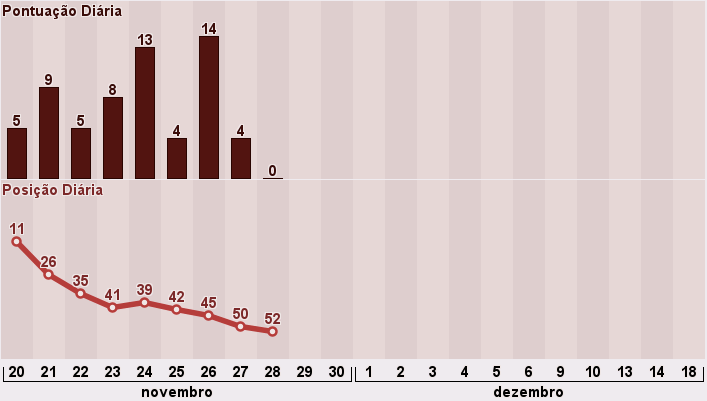 Pontuação Diária
5 9 5 8 13 4 14 4 0
Posição Diária
11 26 35 41 39 42 45 50 52
20 21 22 23 24 25 26 27 28 29 30 1 2 3 4 5 6 9 10 13 14 18
novembro dezembro